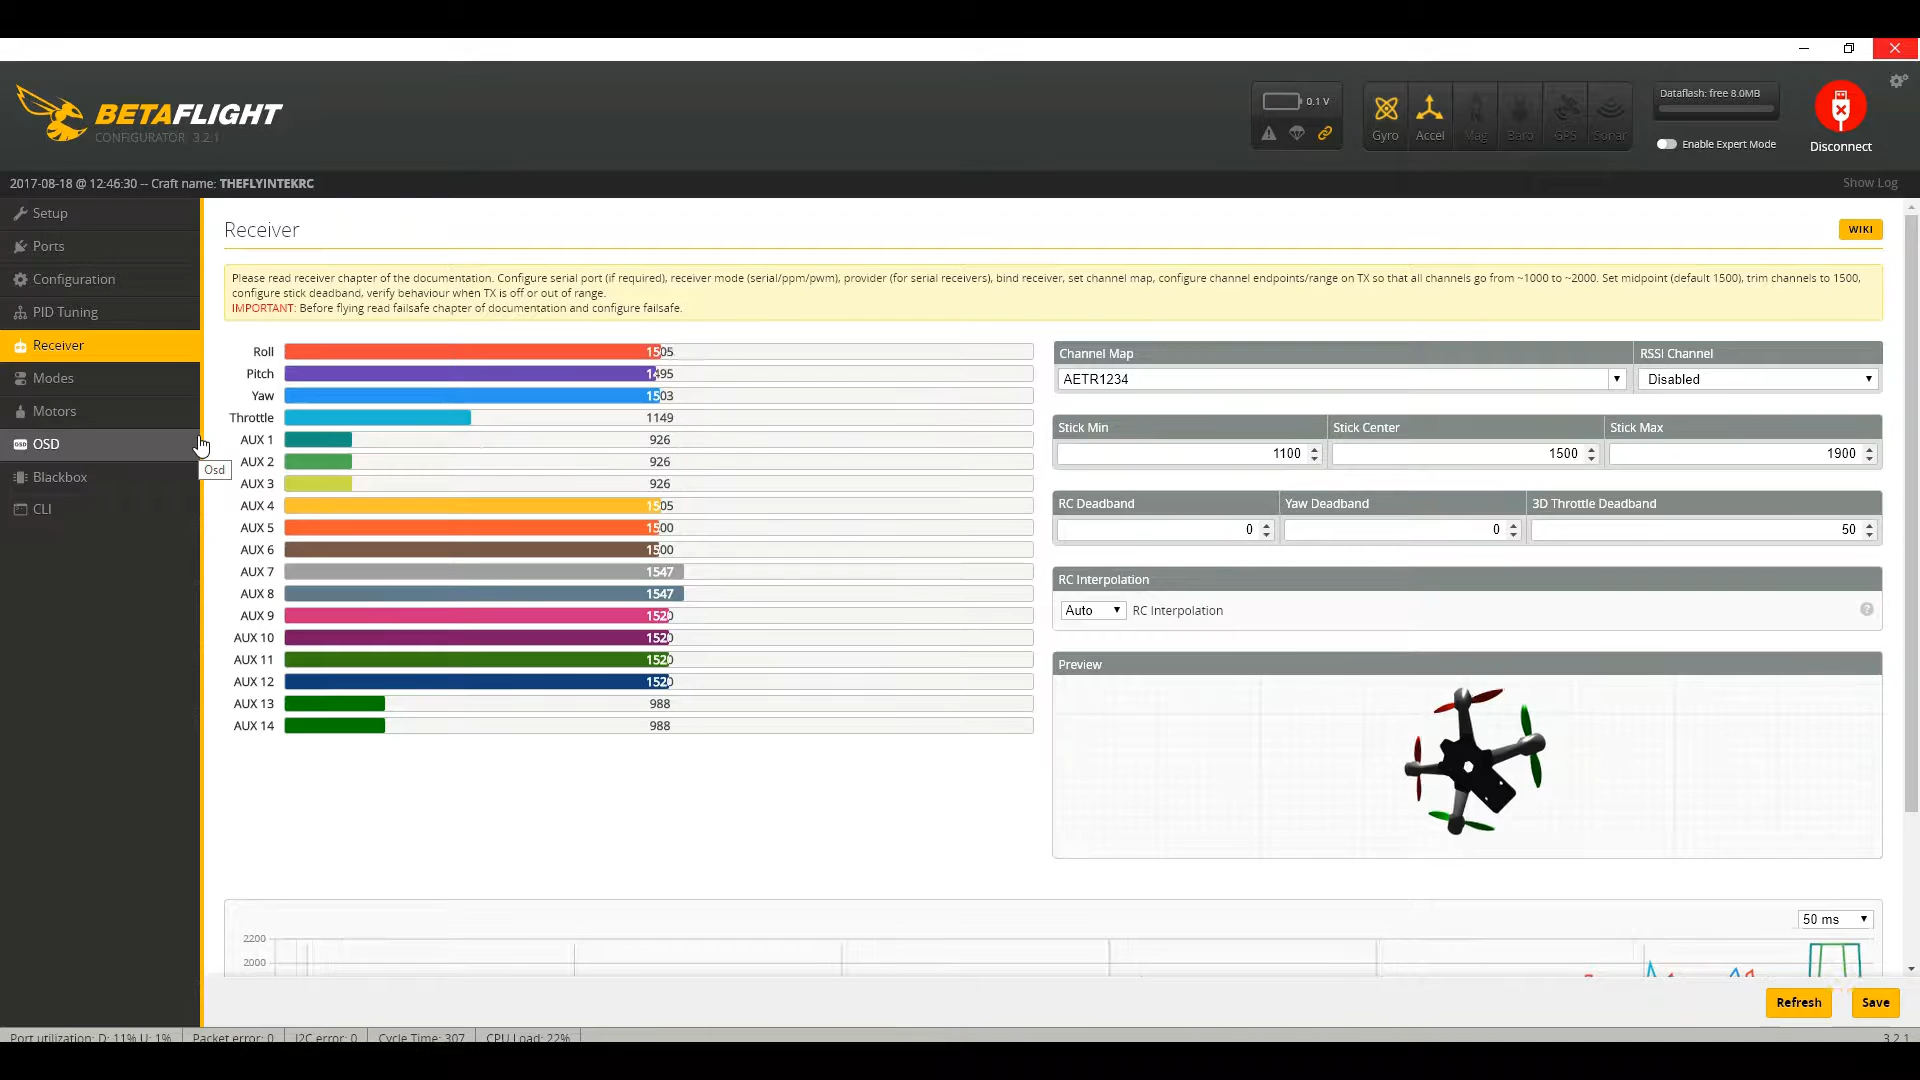 BETAFLIGHT
CONFIGURATOR 3.2.1
0.1 V
Gyro
Accel
Mag
Baro
GPS
Sonar
Dataflash: free 8.0MB
Enable Expert Mode
Disconnect
2017-08-18 @ 12:46:30 -- Craft name: THEFLYINTEKRC
Show Log
Setup
Ports
Configuration
PID Tuning
Receiver
Modes
Motors
OSD
OSD
Osd
Blackbox
CLI
Receiver
WIKI
Please read receiver chapter of the documentation. Configure serial port (if required), receiver mode (serial/ppm/pwm), provider (for serial receivers), bind receiver, set channel map, configure channel endpoints/range on TX so that all channels go from ~1000 to ~2000. Set midpoint (default 1500), trim channels to 1500,
configure stick deadband, verify behaviour when TX is off or out of range.
IMPORTANT: Before flying read failsafe chapter of documentation and configure failsafe.
Roll 1505
Pitch 1495
Yaw 1503
Throttle 1149
AUX 1 926
AUX 2 926
AUX 3 926
AUX 4 1505
AUX 5 1500
AUX 6 1500
AUX 7 1547
AUX 8 1547
AUX 9 1520
AUX 10 1520
AUX 11 1520
AUX 12 1520
AUX 13 988
AUX 14 988
Channel Map
RSSI Channel
AETR1234
Disabled
Stick Min
Stick Center
Stick Max
1100
1500
1900
RC Deadband
Yaw Deadband
3D Throttle Deadband
0
0
50
RC Interpolation
Auto
RC Interpolation
?
Preview
50 ms
2200
2000
Refresh
Save
Port utilization: D: 11% U: 1%
Packet error: 0
I2C error: 0
Cycle Time: 307
CPU Load: 22%
3.2.1